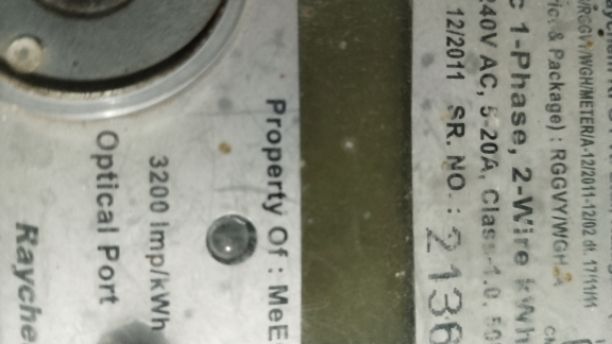 c 1-Phase, 2-Wire kWh
240V AC, 5-20A, Class 1.0, 50
12/2011 SR. NO. : 2136
& Package) : RGGVY/WGH
RGGVY/WGH/METER/A-12/2011-12/02 dt. 17/11/11
Property Of : MeE
3200 Imp/kWh
Optical Port
Rayche